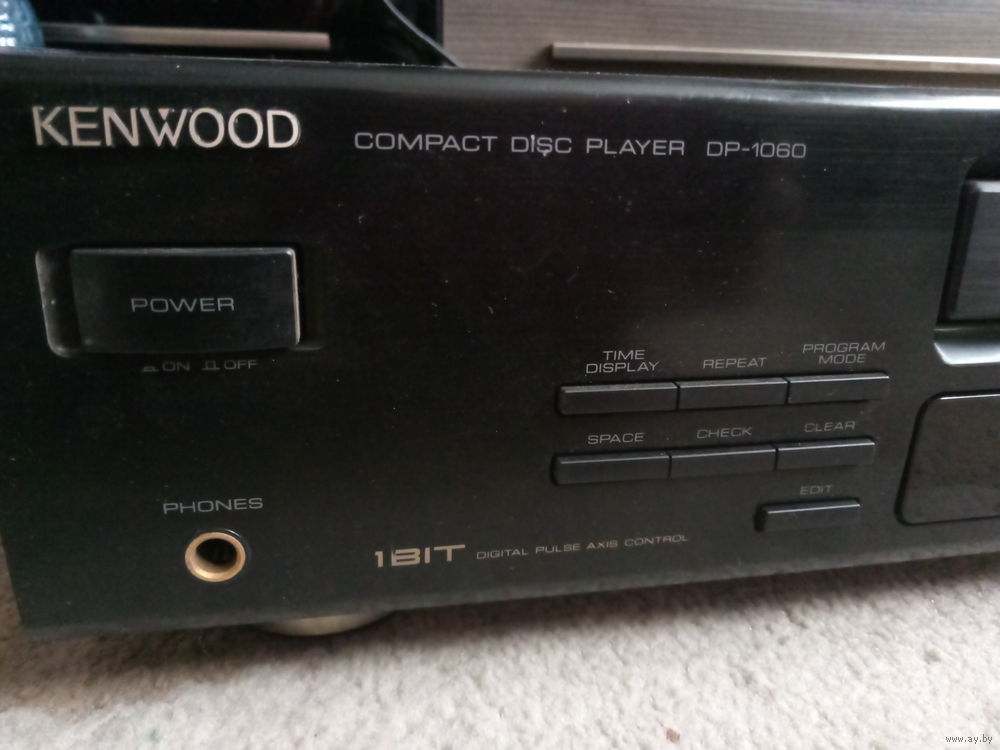 KENWOOD
COMPACT DISC PLAYER DP-1060
POWER
ON OFF
TIME
DISPLAY
REPEAT
PROGRAM
MODE
SPACE
CHECK
CLEAR
EDIT
PHONES
1BIT DIGITAL PULSE AXIS CONTROL
www.ay.by